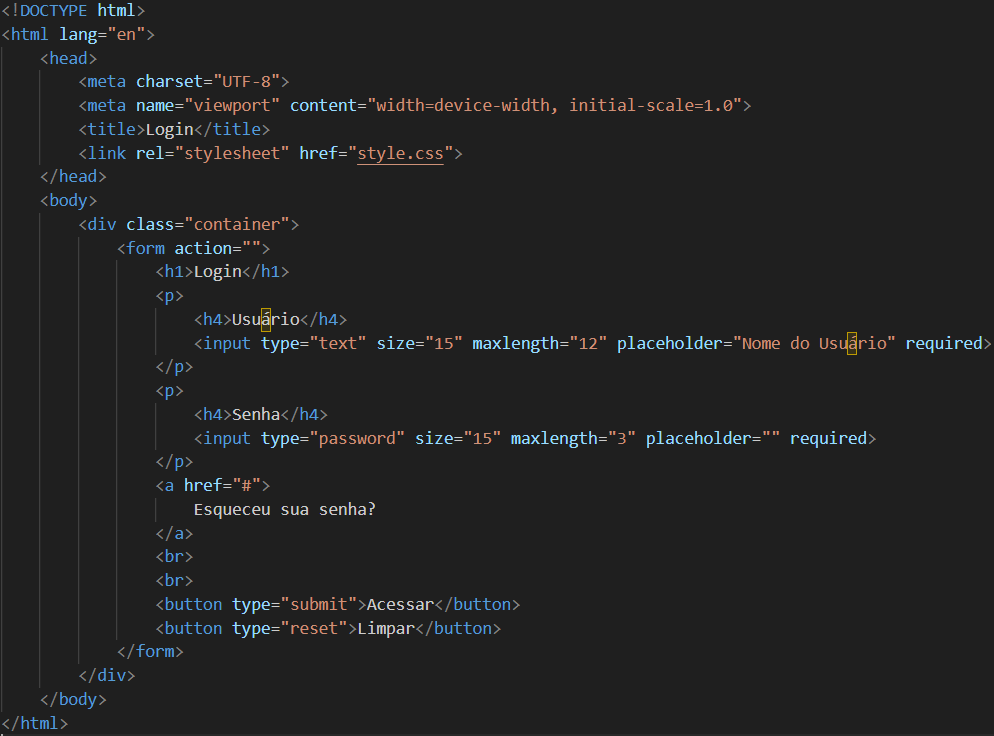 <!DOCTYPE html>
<html lang="en">
    <head>
        <meta charset="UTF-8">
        <meta name="viewport" content="width=device-width, initial-scale=1.0">
        <title>Login</title>
        <link rel="stylesheet" href="style.css">
    </head>
    <body>
        <div class="container">
            <form action="">
                <h1>Login</h1>
                <p>
                    <h4>Usuário</h4>
                    <input type="text" size="15" maxlength="12" placeholder="Nome do Usuário" required>
                </p>
                <p>
                    <h4>Senha</h4>
                    <input type="password" size="15" maxlength="3" placeholder="" required>
                </p>
                <a href="#">
                    Esqueceu sua senha?
                </a>
                <br>
                <br>
                <button type="submit">Acessar</button>
                <button type="reset">Limpar</button>
            </form>
        </div>
    </body>
</html>